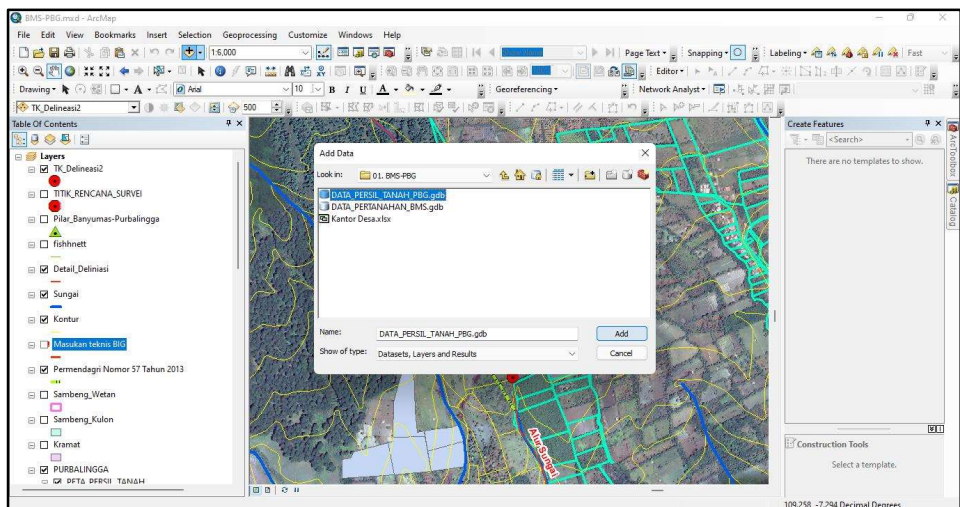 BMS-PBG.mxd - ArcMap
File Edit View Bookmarks Insert Selection Geoprocessing Customize Windows Help
1:6,000
Page Text
Snapping
Labeling
Fast
Editor
Drawing
Arial
10
B I U A
Georeferencing
Network Analyst
TK_Delineasi2
500
Table Of Contents
Layers
TK_Delineasi2
TITIK_RENCANA_SURVEI
Pilar_Banyumas-Purbalingga
fishhnett
Detail_Deliniasi
Sungai
Kontur
Masukan teknis BIG
Permendagri Nomor 57 Tahun 2013
Sambeng_Wetan
Sambeng_Kulon
Kramat
PURBALINGGA
PETA PERSIL TANAH
Add Data
Look in: 01. BMS-PBG
DATA_PERSIL_TANAH_PBG.gdb
DATA_PERTANAHAN_BMS.gdb
Kantor Desa.xlsx
Name: DATA_PERSIL_TANAH_PBG.gdb
Add
Show of type: Datasets, Layers and Results
Cancel
Alur Sungai
Create Features
<Search>
There are no templates to show.
ArcToolbox
Catalog
Construction Tools
Select a template.
109.258 -7.294 Decimal Degrees